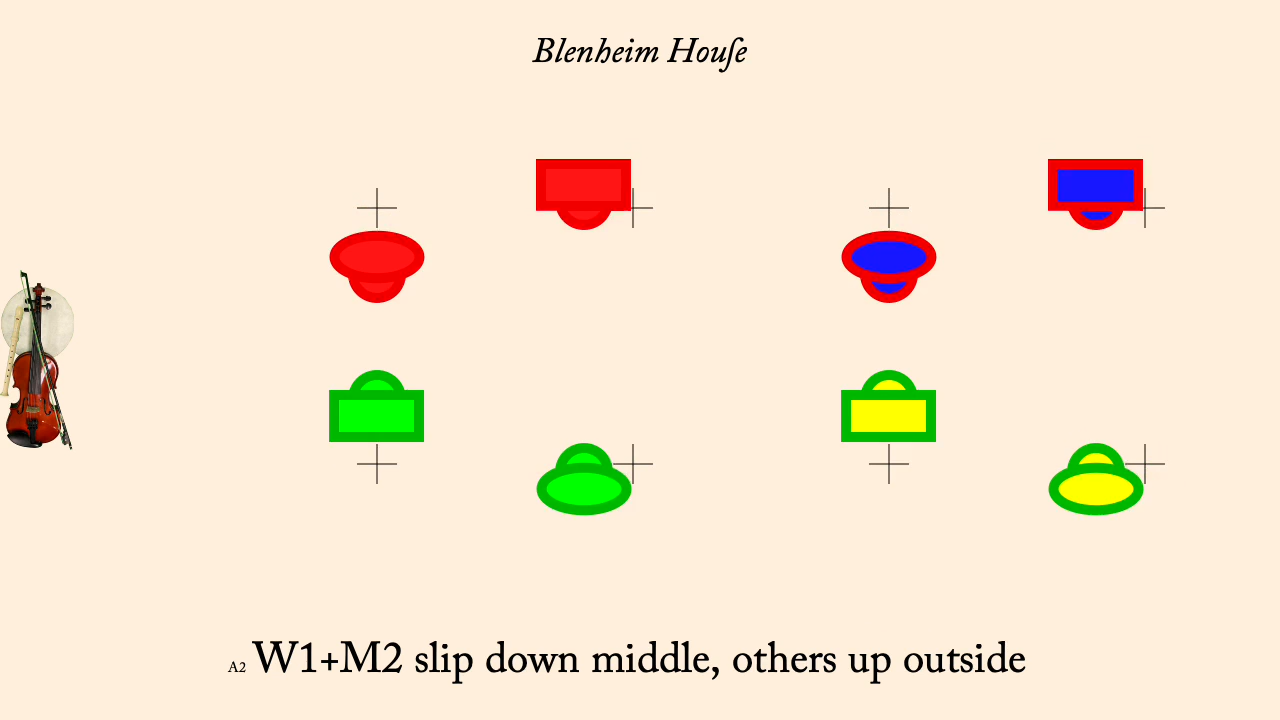 Blenheim Houſe
A2 W1+M2 slip down middle, others up outside